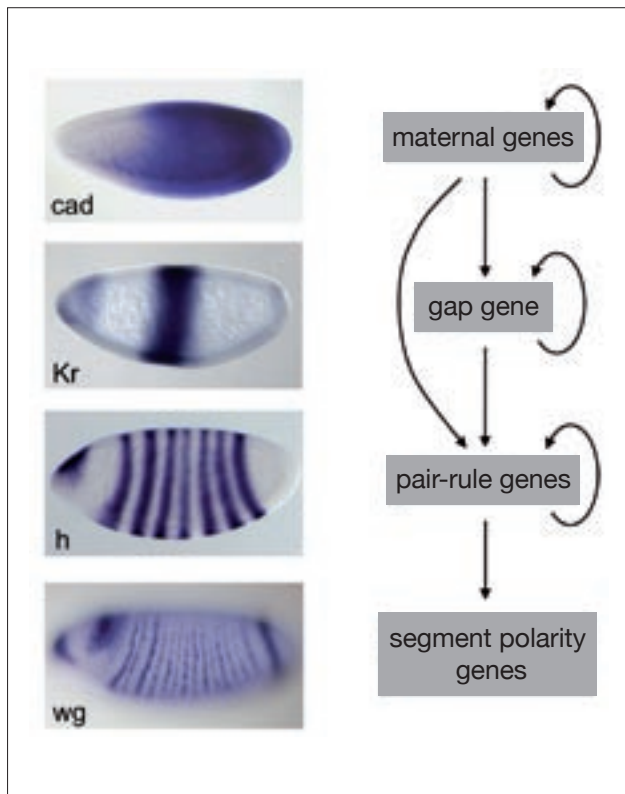 cad
maternal genes
Kr
gap gene
h
pair-rule genes
wg
segment polarity
genes